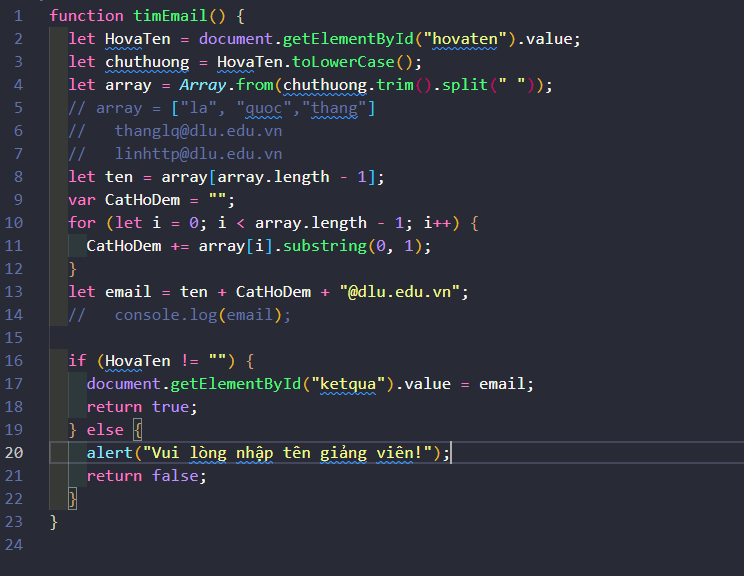 1 function timEmail() {
2 let HovaTen = document.getElementById("hovaten").value;
3 let chuthuong = HovaTen.toLowerCase();
4 let array = Array.from(chuthuong.trim().split(" "));
5 // array = ["la", "quoc","thang"]
6 // thanglq@dlu.edu.vn
7 // linhttp@dlu.edu.vn
8 let ten = array[array.length - 1];
9 var CatHoDem = "";
10 for (let i = 0; i < array.length - 1; i++) {
11 CatHoDem += array[i].substring(0, 1);
12 }
13 let email = ten + CatHoDem + "@dlu.edu.vn";
14 // console.log(email);
15
16 if (HovaTen != "") {
17 document.getElementById("ketqua").value = email;
18 return true;
19 } else {
20 alert("Vui lòng nhập tên giảng viên!");
21 return false;
22 }
23 }
24